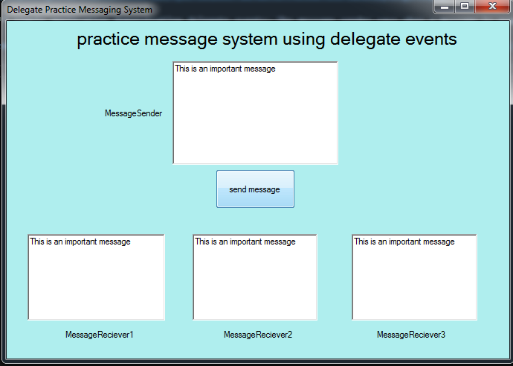 Delegate Practice Messaging System
practice message system using delegate events
This is an important message
MessageSender
send message
This is an important message
This is an important message
This is an important message
MessageReciever1
MessageReciever2
MessageReciever3